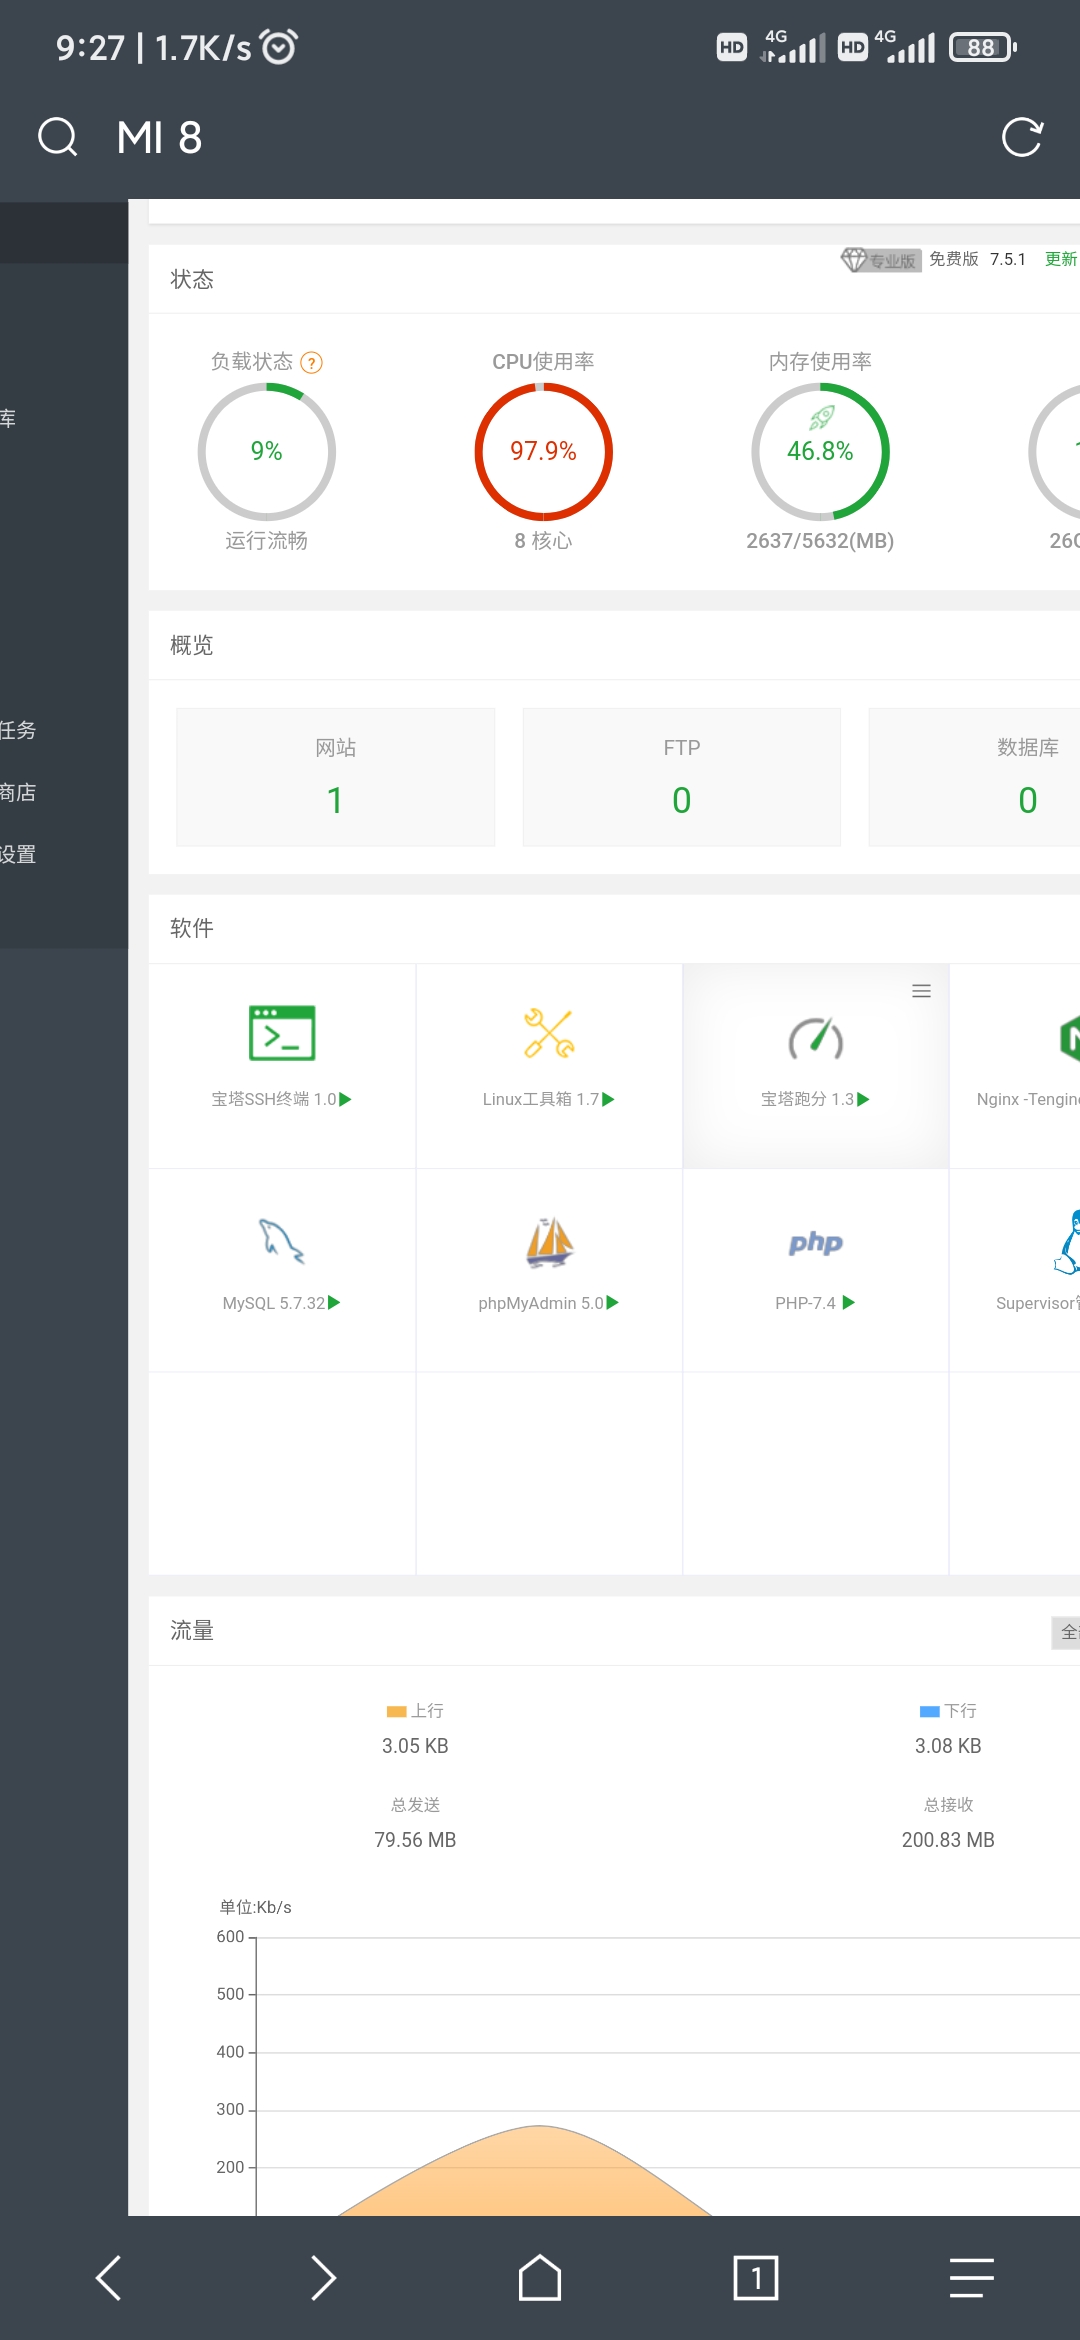 9:27 | 1.7K/s HD 4G HD 4G 88
MI 8
状态 专业版 免费版 7.5.1 更新
负载状态 ? CPU使用率 内存使用率
9% 97.9% 46.8%
运行流畅 8 核心 2637/5632(MB)
库
概览
任务
商店
设置
网站 FTP 数据库
1 0 0
软件
宝塔SSH终端 1.0 Linux工具箱 1.7 宝塔跑分 1.3 Nginx -Tengine
MySQL 5.7.32 phpMyAdmin 5.0 php PHP-7.4 Supervisor
流量 全
上行 下行
3.05 KB 3.08 KB
总发送 总接收
79.56 MB 200.83 MB
单位:Kb/s
600
500
400
300
200
1